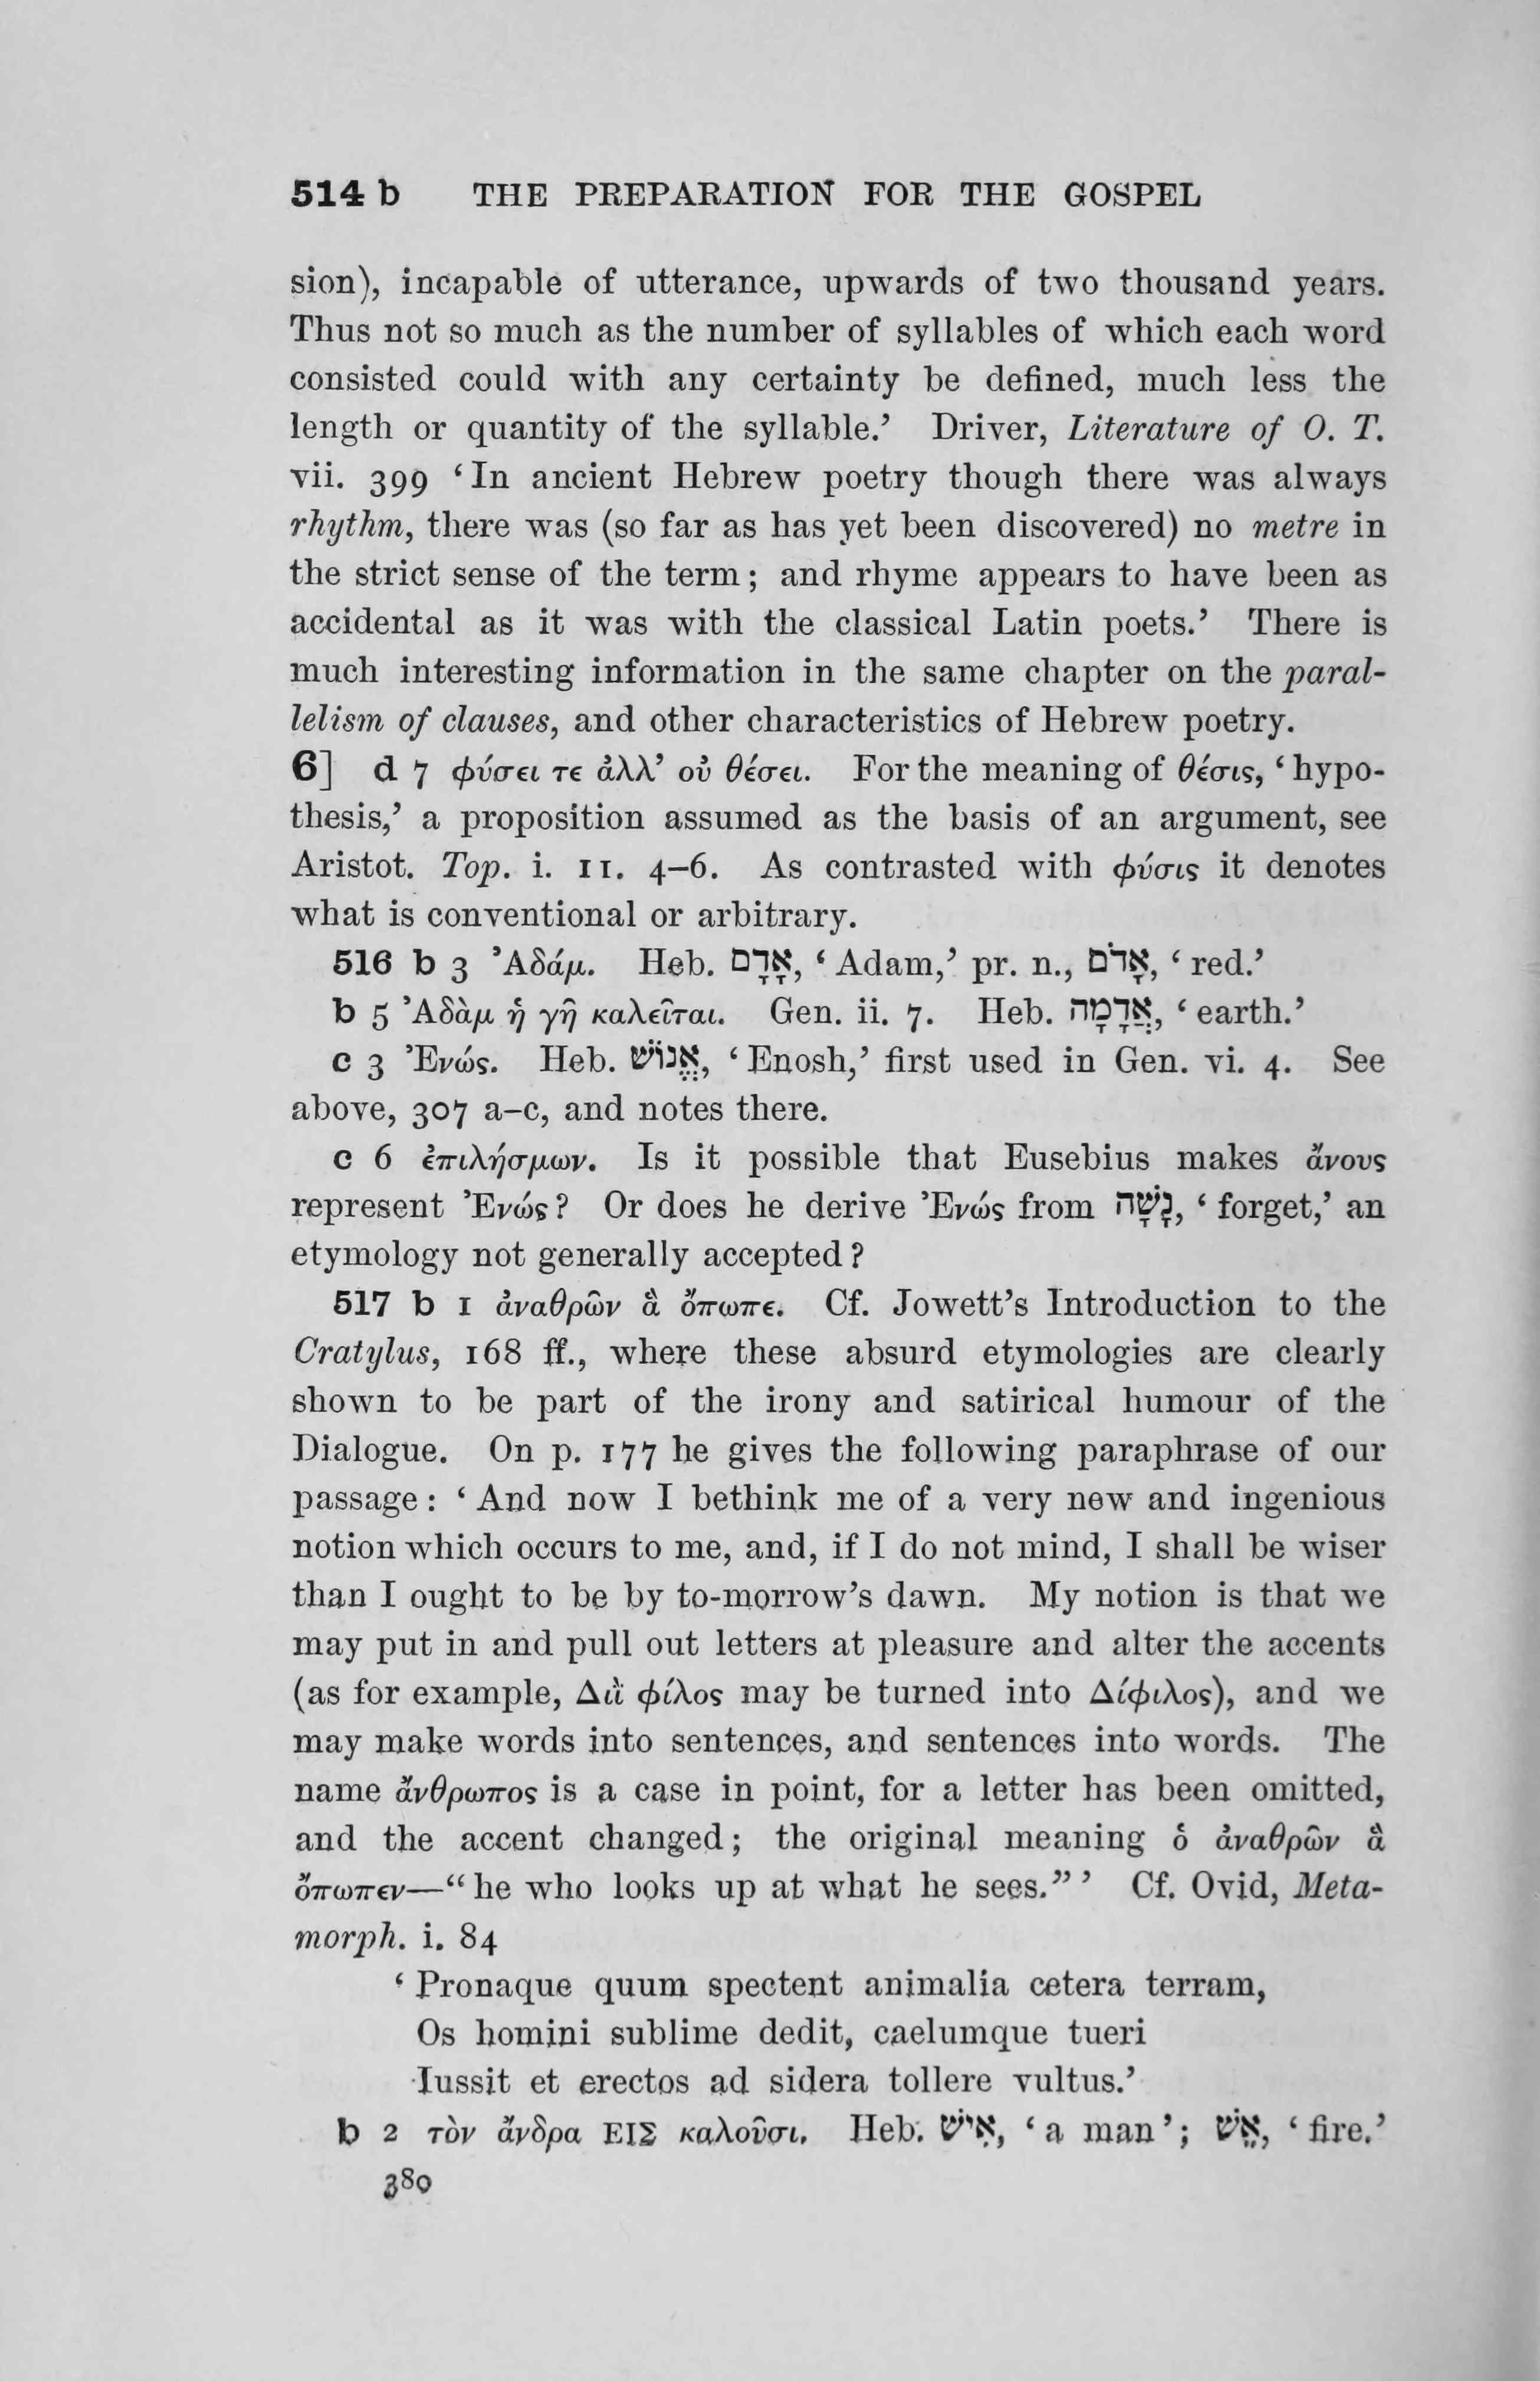 514 b THE PREPARATION FOR THE GOSPEL
sion), incapable of utterance, upwards of two thousand years.
Thus not so much as the number of syllables of which each word
consisted could with any certainty be defined, much less the
length or quantity of the syllable.’ Driver, Literature of O. T.
vii. 399 ‘In ancient Hebrew poetry though there was always
rhythm, there was (so far as has yet been discovered) no metre in
the strict sense of the term; and rhyme appears to have been as
accidental as it was with the classical Latin poets.’ There is
much interesting information in the same chapter on the paral-
lelism of clauses, and other characteristics of Hebrew poetry.
6] d 7 φύσει τε ἀλλ’ οὐ θέσει. For the meaning of θέσις, ‘hypo-
thesis,’ a proposition assumed as the basis of an argument, see
Aristot. Top. i. 11. 4–6. As contrasted with φύσις it denotes
what is conventional or arbitrary.
516 b 3 Ἀδάμ. Heb. אָדָם, ‘Adam,’ pr. n., אָדֹם, ‘red.’
b 5 Ἀδὰμ ἡ γῆ καλεῖται. Gen. ii. 7. Heb. אֲדָמָה, ‘earth.’
c 3 Ἐνώς. Heb. אֱנוֹשׁ, ‘Enosh,’ first used in Gen. vi. 4. See
above, 307 a–c, and notes there.
c 6 ἐπιλήσμων. Is it possible that Eusebius makes ἄνους
represent Ἐνώς? Or does he derive Ἐνώς from נָשָׁה, ‘forget,’ an
etymology not generally accepted?
517 b 1 ἀναθρῶν ἃ ὄπωπε. Cf. Jowett’s Introduction to the
Cratylus, 168 ff., where these absurd etymologies are clearly
shown to be part of the irony and satirical humour of the
Dialogue. On p. 177 he gives the following paraphrase of our
passage: ‘And now I bethink me of a very new and ingenious
notion which occurs to me, and, if I do not mind, I shall be wiser
than I ought to be by to-morrow’s dawn. My notion is that we
may put in and pull out letters at pleasure and alter the accents
(as for example, Διῒ φίλος may be turned into Δίφιλος), and we
may make words into sentences, and sentences into words. The
name ἄνθρωπος is a case in point, for a letter has been omitted,
and the accent changed; the original meaning ὁ ἀναθρῶν ἃ
ὄπωπεν—“he who looks up at what he sees.”’ Cf. Ovid, Meta-
morph. i. 84
‘Pronaque quum spectent animalia cetera terram,
Os homini sublime dedit, caelumque tueri
Iussit et erectos ad sidera tollere vultus.’
b 2 τὸν ἄνδρα ΕΙΣ καλοῦσι. Heb. אִישׁ, ‘a man’; אֵשׁ, ‘fire.’
380